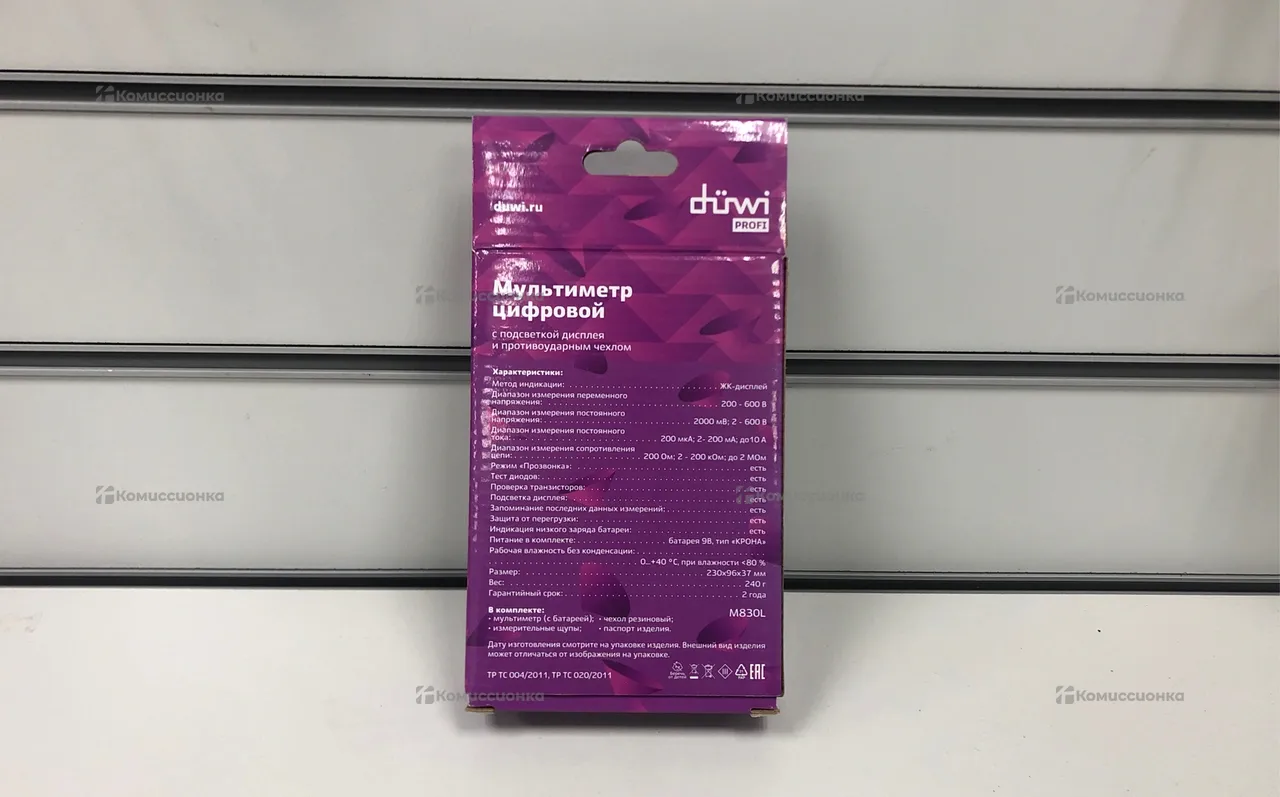 Комиссионка
Комиссионка
duwi.ru
düwi
PROFI
Мультиметр
цифровой
с подсветкой дисплея
и противоударным чехлом
Комиссионка
Комиссионка
Характеристики:
Метод индикации: ЖК-дисплей
Диапазон измерения переменного
напряжения: 200 - 600 В
Диапазон измерения постоянного
напряжения: 2000 мВ; 2 - 600 В
Диапазон измерения постоянного
тока: 200 мкА; 2- 200 мА; до10 А
Диапазон измерения сопротивления
цепи: 200 Ом; 2 - 200 кОм; до 2 МОм
Режим «Прозвонка»: есть
Тест диодов: есть
Проверка транзисторов: есть
Подсветка дисплея: есть
Комиссионка
Комиссионка
Запоминание последних данных измерений: есть
Защита от перегрузки: есть
Индикация низкого заряда батареи: есть
Питание в комплекте: батарея 9В, тип «КРОНА»
Рабочая влажность без конденсации:
0...+40 °С, при влажности <80 %
Размер: 230х96х37 мм
Вес: 240 г
Гарантийный срок: 2 года
В комплекте: M830L
• мультиметр (с батареей); • чехол резиновый;
• измерительные щупы; • паспорт изделия.
Дату изготовления смотрите на упаковке изделия. Внешний вид изделия
может отличаться от изображения на упаковке.
ТР ТС 004/2011, ТР ТС 020/2011
Беречь
от детей
EAC
Комиссионка
Комиссионка